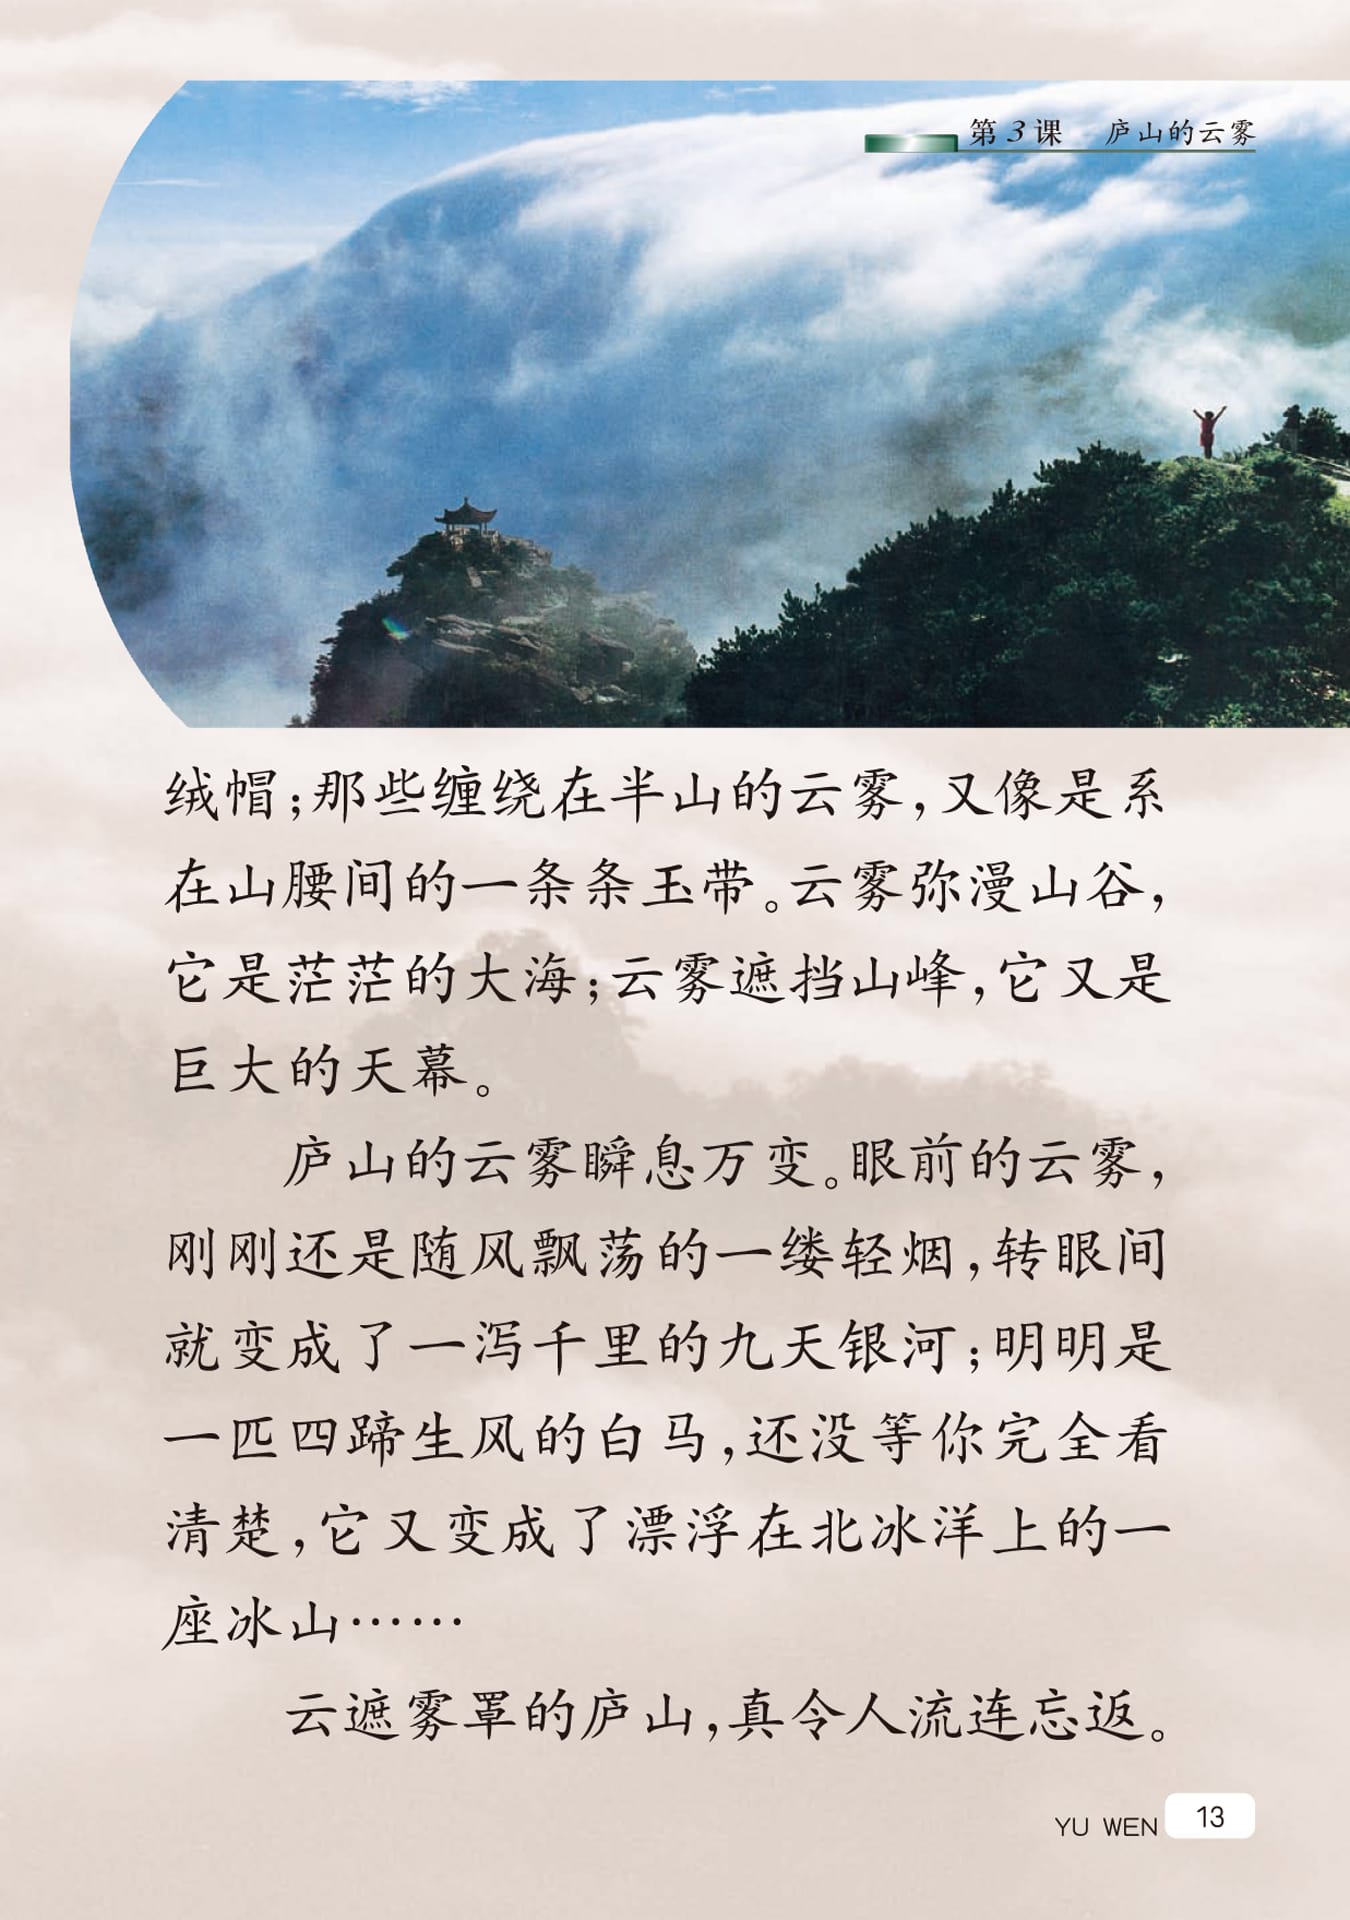 第3课 庐山的云雾
绒帽；那些缠绕在半山的云雾，又像是系
在山腰间的一条条玉带。云雾弥漫山谷，
它是茫茫的大海；云雾遮挡山峰，它又是
巨大的天幕。
庐山的云雾瞬息万变。眼前的云雾，
刚刚还是随风飘荡的一缕轻烟，转眼间
就变成了一泻千里的九天银河；明明是
一匹四蹄生风的白马，还没等你完全看
清楚，它又变成了漂浮在北冰洋上的一
座冰山……
云遮雾罩的庐山，真令人流连忘返。
YU WEN 13